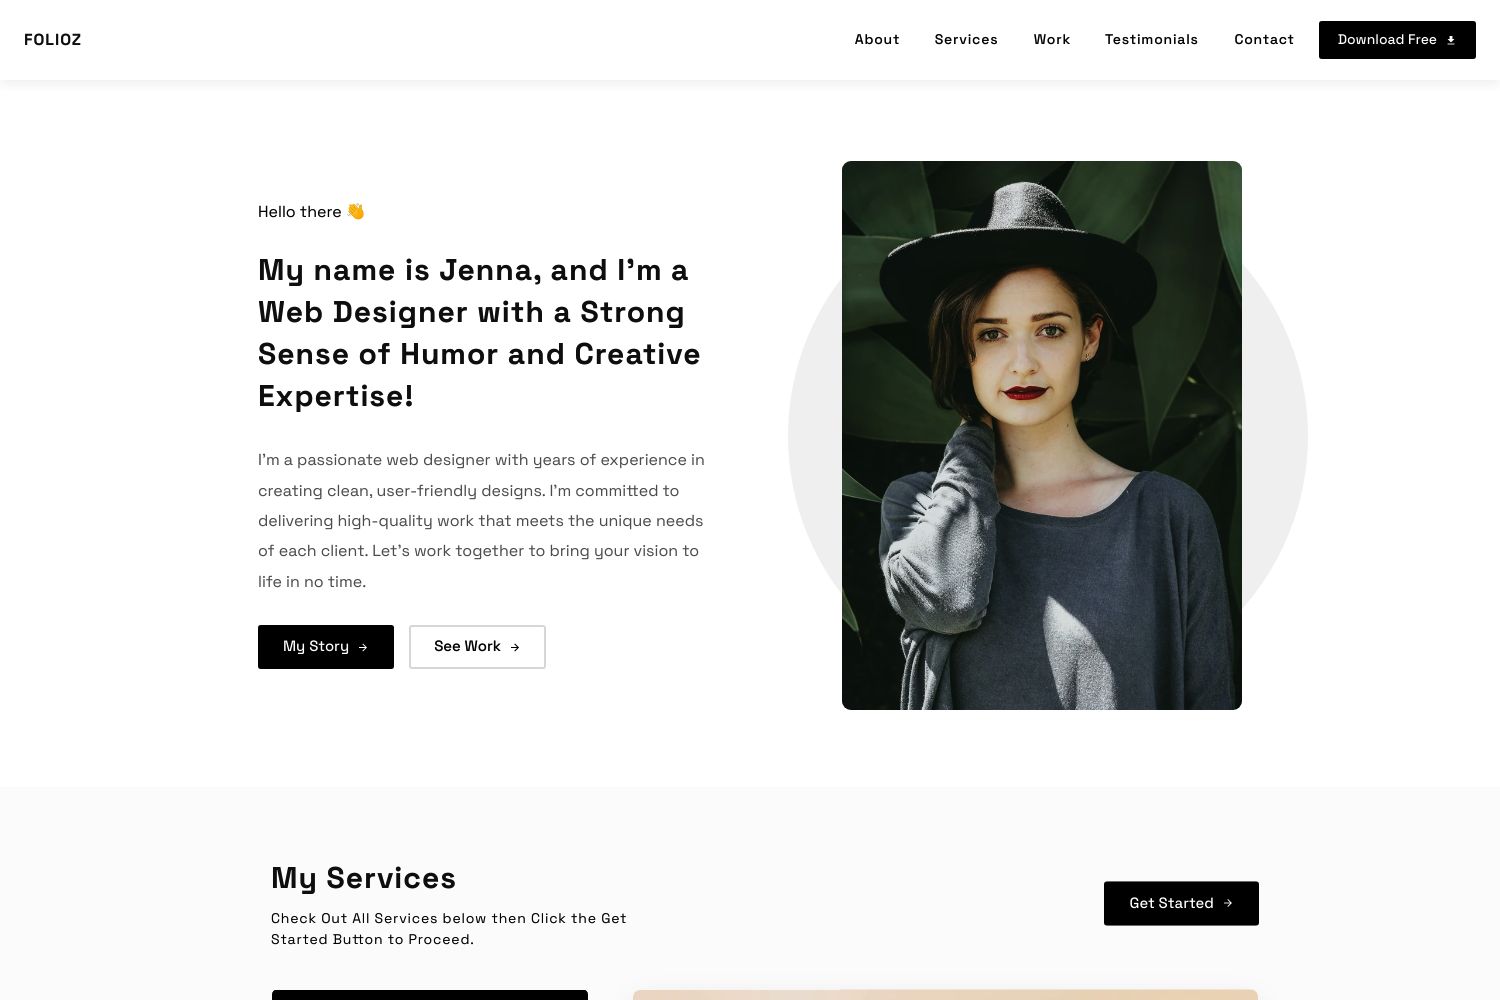 FOLIOZ
About
Services
Work
Testimonials
Contact
Download Free
Hello there 👋
My name is Jenna, and I’m a
Web Designer with a Strong
Sense of Humor and Creative
Expertise!
I’m a passionate web designer with years of experience in
creating clean, user-friendly designs. I’m committed to
delivering high-quality work that meets the unique needs
of each client. Let’s work together to bring your vision to
life in no time.
My Story →
See Work →
My Services
Check Out All Services below then Click the Get
Started Button to Proceed.
Get Started →